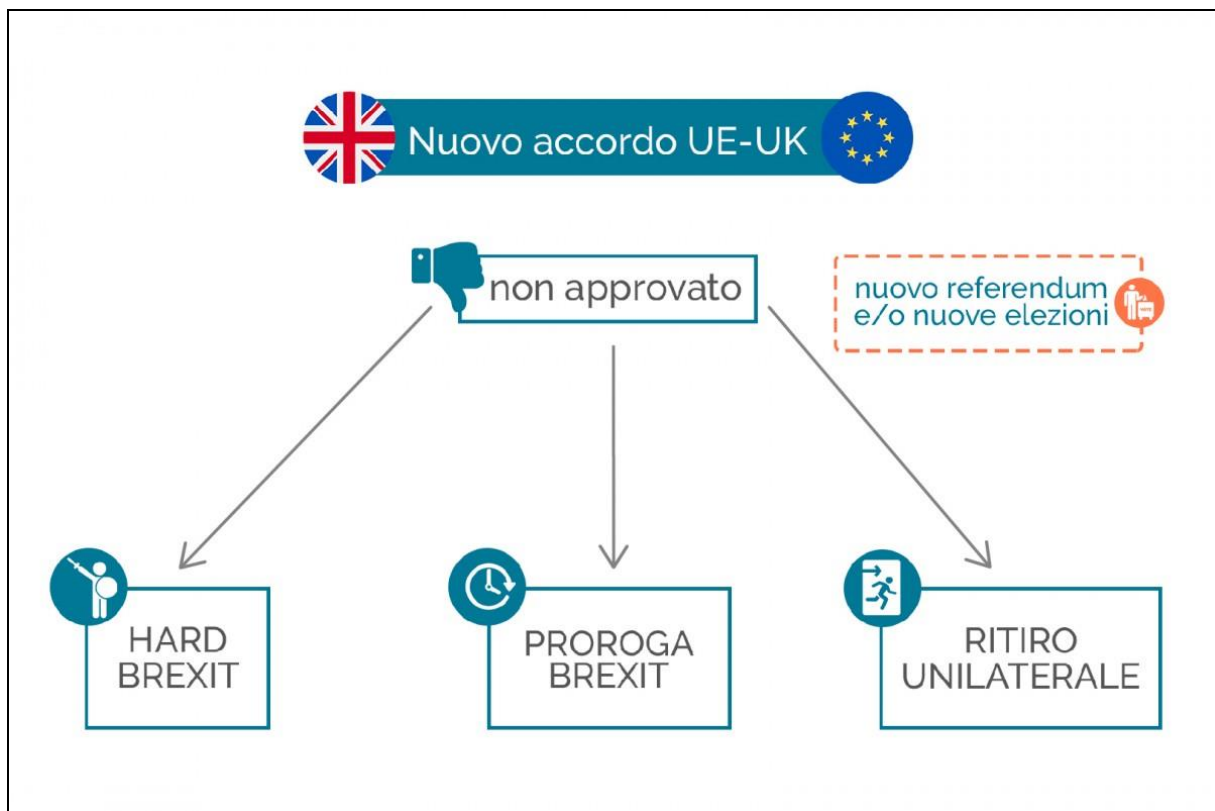 Nuovo accordo UE-UK
non approvato
nuovo referendum
e/o nuove elezioni
HARD
BREXIT
PROROGA
BREXIT
RITIRO
UNILATERALE